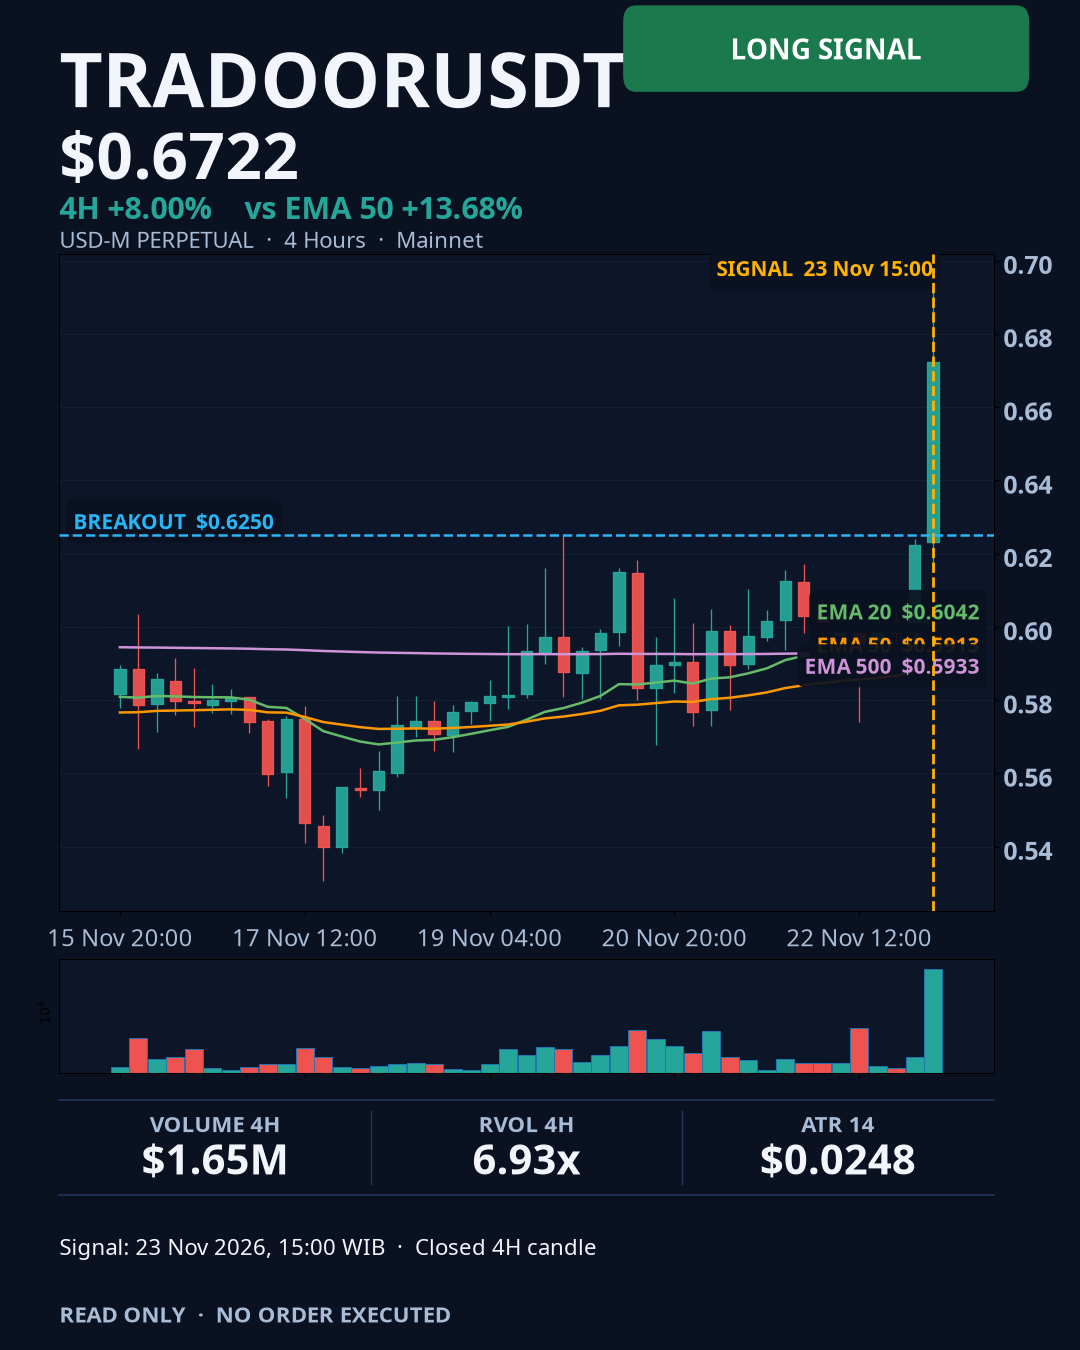 LONG SIGNAL
TRADOORUSDT
$0.6722
4H +8.00% vs EMA 50 +13.68%
USD-M PERPETUAL · 4 Hours · Mainnet
SIGNAL 23 Nov 15:00
0.70
0.68
0.66
0.64
BREAKOUT $0.6250
0.62
EMA 20 $0.6042
0.60
EMA 50 $0.5913
EMA 500 $0.5933
0.58
0.56
0.54
15 Nov 20:00 17 Nov 12:00 19 Nov 04:00 20 Nov 20:00 22 Nov 12:00
10⁶
VOLUME 4H RVOL 4H ATR 14
$1.65M 6.93x $0.0248
Signal: 23 Nov 2026, 15:00 WIB · Closed 4H candle
READ ONLY · NO ORDER EXECUTED